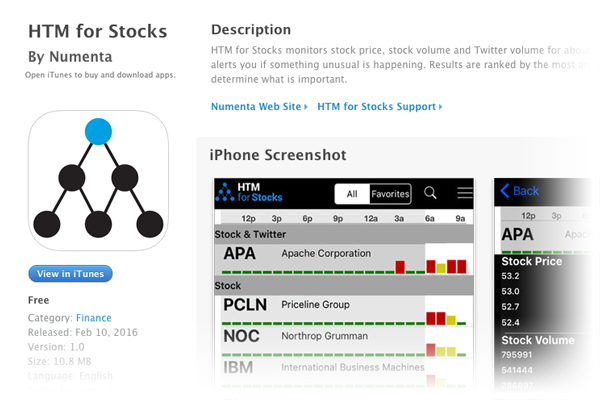 HTM for Stocks
By Numenta
Open iTunes to buy and download apps.
View in iTunes
Free
Category: Finance
Released: Feb 10, 2016
Version: 1.0
Size: 10.8 MB
Language: English
Description
HTM for Stocks monitors stock price, stock volume and Twitter volume for
alerts you if something unusual is happening. Results are ranked by the most
determine what is important.
Numenta Web Site
HTM for Stocks Support
iPhone Screenshot
HTM
for Stocks
All Favorites
12p 3p 6p 9p 12a 3a 6a 9a
Stock & Twitter
APA Apache Corporation
Stock
PCLN Priceline Group
NOC Northrop Grumman
IBM International Business Machines
Back
12p 3p
APA
Stock Price
53.2
53.0
52.7
52.4
Stock Volume
795991
541444